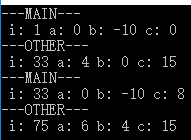 ---MAIN---
i: 1 a: 0 b: -10 c: 0
---OTHER---
i: 33 a: 4 b: 0 c: 15
---MAIN---
i: 33 a: 0 b: -10 c: 8
---OTHER---
i: 75 a: 6 b: 4 c: 15